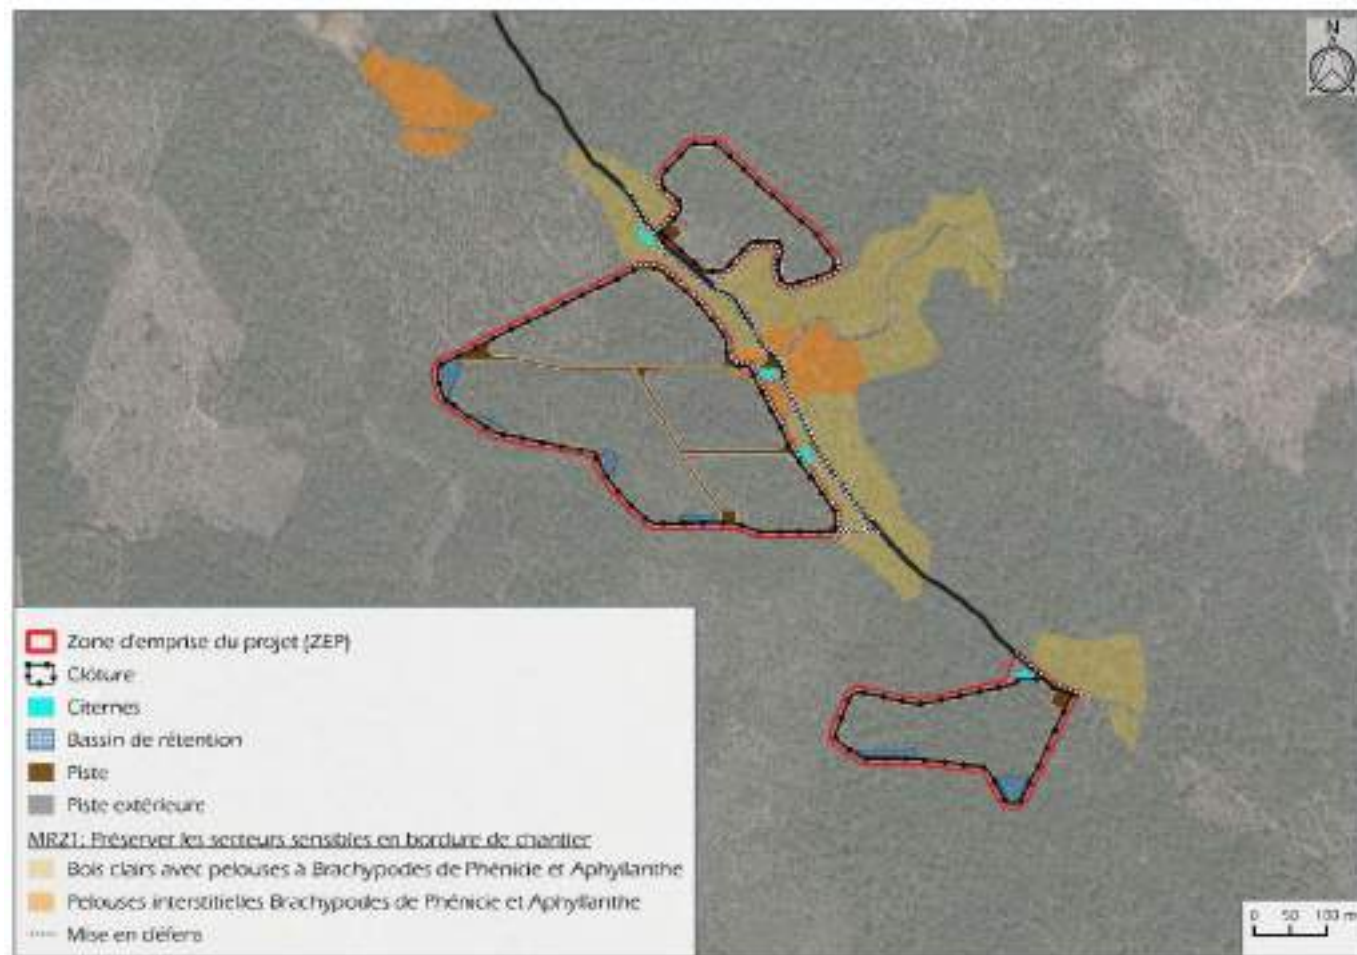 N
Zone d'emprise du projet (ZEP)
Clôture
Citernes
Bassin de rétention
Piste
Piste extérieure
MR21: Préserver les secteurs sensibles en bordure de chantier
Bois clairs avec pelouses à Brachypodes de Phénicie et Aphyllanthe
Pelouses interstitielles Brachypodes de Phénicie et Aphyllanthe
Mise en défens
0 50 100 m